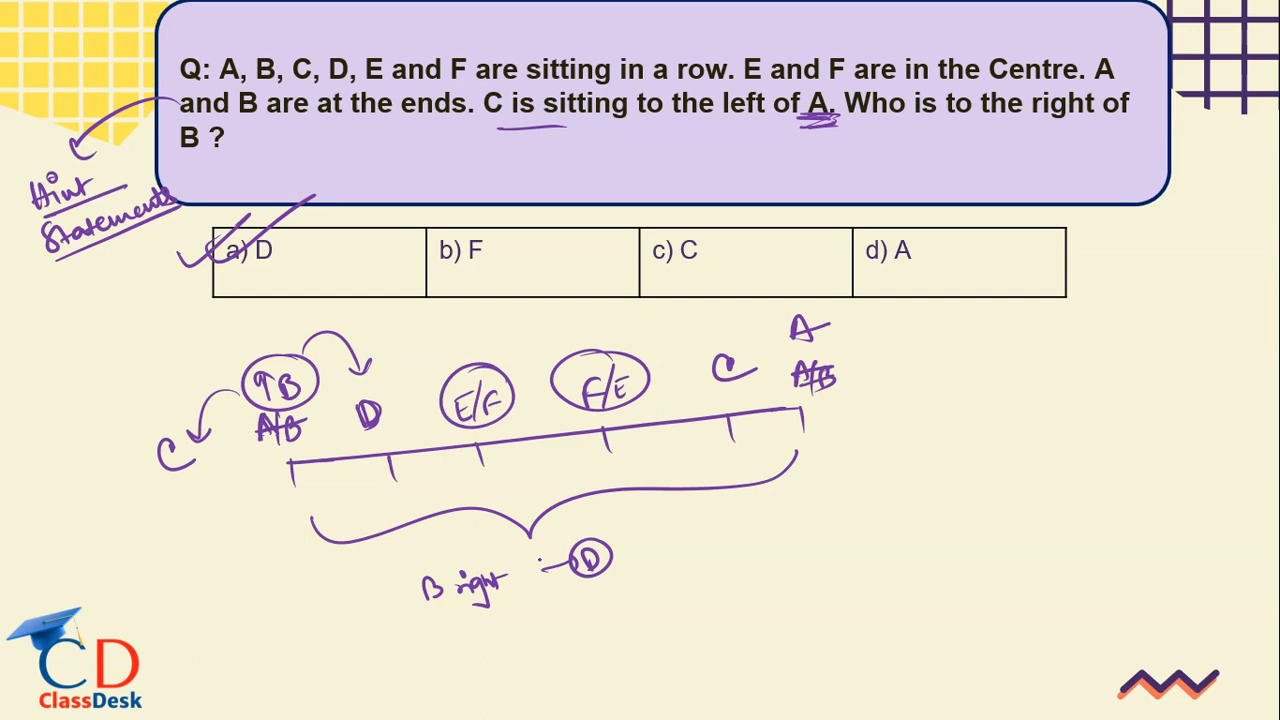 Q: A, B, C, D, E and F are sitting in a row. E and F are in the Centre. A
and B are at the ends. C is sitting to the left of A. Who is to the right of
B ?
Hint
Statements
a) D
b) F
c) C
d) A
A
↑B
E/F
F/E
C
A/B
A/B
D
C
B right
D
CD
ClassDesk